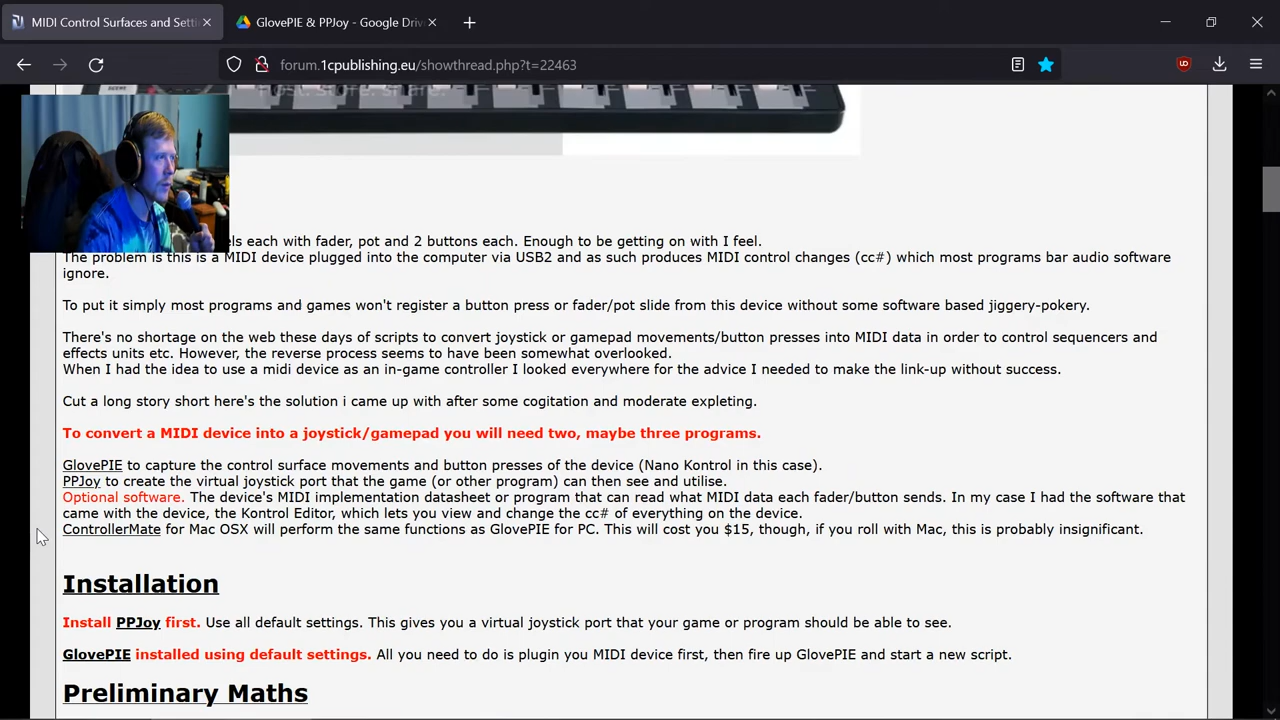 MIDI Control Surfaces and Setti
GlovePIE & PPJoy - Google Driv
forum.1cpublishing.eu/showthread.php?t=22463
host. store. share.
els each with fader, pot and 2 buttons each. Enough to be getting on with I feel.
The problem is this is a MIDI device plugged into the computer via USB2 and as such produces MIDI control changes (cc#) which most programs bar audio software
ignore.
To put it simply most programs and games won't register a button press or fader/pot slide from this device without some software based jiggery-pokery.
There's no shortage on the web these days of scripts to convert joystick or gamepad movements/button presses into MIDI data in order to control sequencers and
effects units etc. However, the reverse process seems to have been somewhat overlooked.
When I had the idea to use a midi device as an in-game controller I looked everywhere for the advice I needed to make the link-up without success.
Cut a long story short here's the solution i came up with after some cogitation and moderate expleting.
To convert a MIDI device into a joystick/gamepad you will need two, maybe three programs.
GlovePIE to capture the control surface movements and button presses of the device (Nano Kontrol in this case).
PPJoy to create the virtual joystick port that the game (or other program) can then see and utilise.
Optional software. The device's MIDI implementation datasheet or program that can read what MIDI data each fader/button sends. In my case I had the software that
came with the device, the Kontrol Editor, which lets you view and change the cc# of everything on the device.
ControllerMate for Mac OSX will perform the same functions as GlovePIE for PC. This will cost you $15, though, if you roll with Mac, this is probably insignificant.
Installation
Install PPJoy first. Use all default settings. This gives you a virtual joystick port that your game or program should be able to see.
GlovePIE installed using default settings. All you need to do is plugin you MIDI device first, then fire up GlovePIE and start a new script.
Preliminary Maths